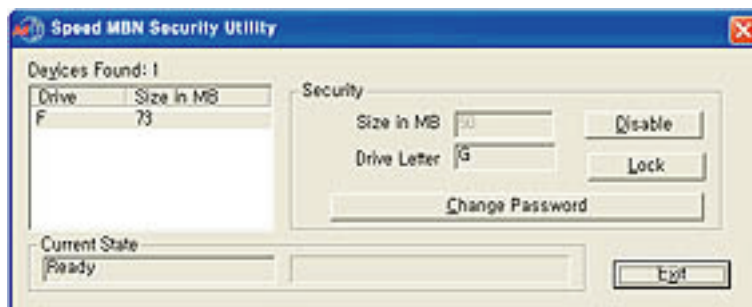 Speed MBN Security Utility
Devices Found: 1
Drive Size in MB
F 73
Security
Size in MB 50 Disable
Drive Letter G
Lock
Change Password
Current State
Ready
Exit